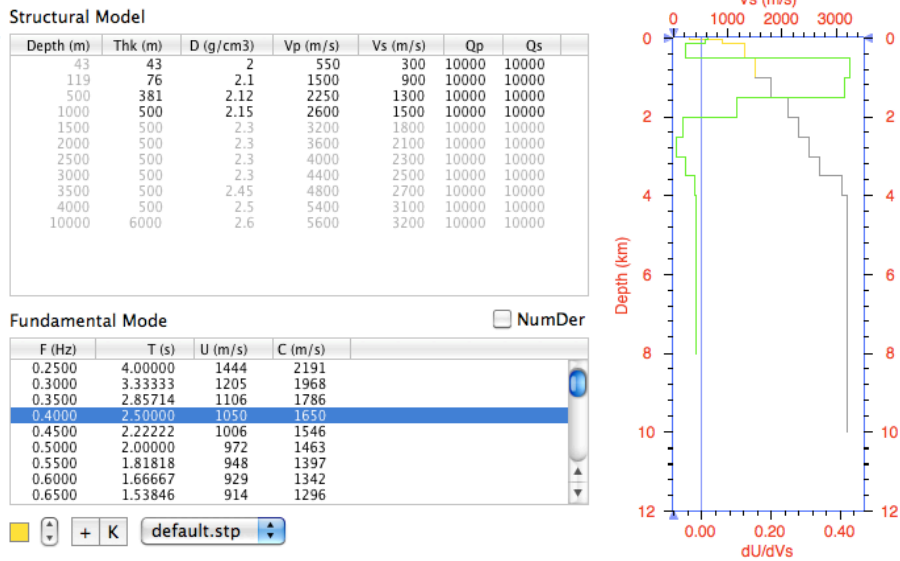 Structural Model
Depth (m) Thk (m) D (g/cm3) Vp (m/s) Vs (m/s) Qp Qs
43 43 2 550 300 10000 10000
119 76 2.1 1500 900 10000 10000
500 381 2.12 2250 1300 10000 10000
1000 500 2.15 2600 1500 10000 10000
1500 500 2.3 3200 1800 10000 10000
2000 500 2.3 3600 2100 10000 10000
2500 500 2.3 4000 2300 10000 10000
3000 500 2.3 4400 2500 10000 10000
3500 500 2.45 4800 2700 10000 10000
4000 500 2.5 5400 3100 10000 10000
10000 6000 2.6 5600 3200 10000 10000
Fundamental Mode NumDer
F (Hz) T (s) U (m/s) C (m/s)
0.2500 4.00000 1444 2191
0.3000 3.33333 1205 1968
0.3500 2.85714 1106 1786
0.4000 2.50000 1050 1650
0.4500 2.22222 1006 1546
0.5000 2.00000 972 1463
0.5500 1.81818 948 1397
0.6000 1.66667 929 1342
0.6500 1.53846 914 1296
+ K default.stp
Vs (m/s)
0 1000 2000 3000
0 0
2 2
4 4
Depth (km)
6 6
8 8
10 10
12 12
0.00 0.20 0.40
dU/dVs